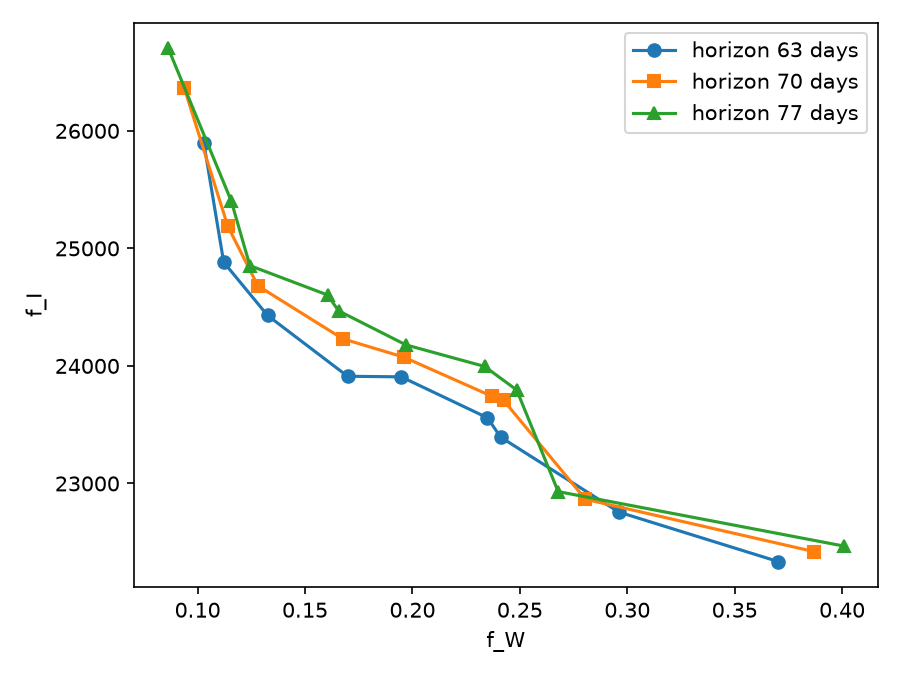 horizon 63 days
horizon 70 days
horizon 77 days
26000
25000
24000
23000
f_I
0.10 0.15 0.20 0.25 0.30 0.35 0.40
f_W